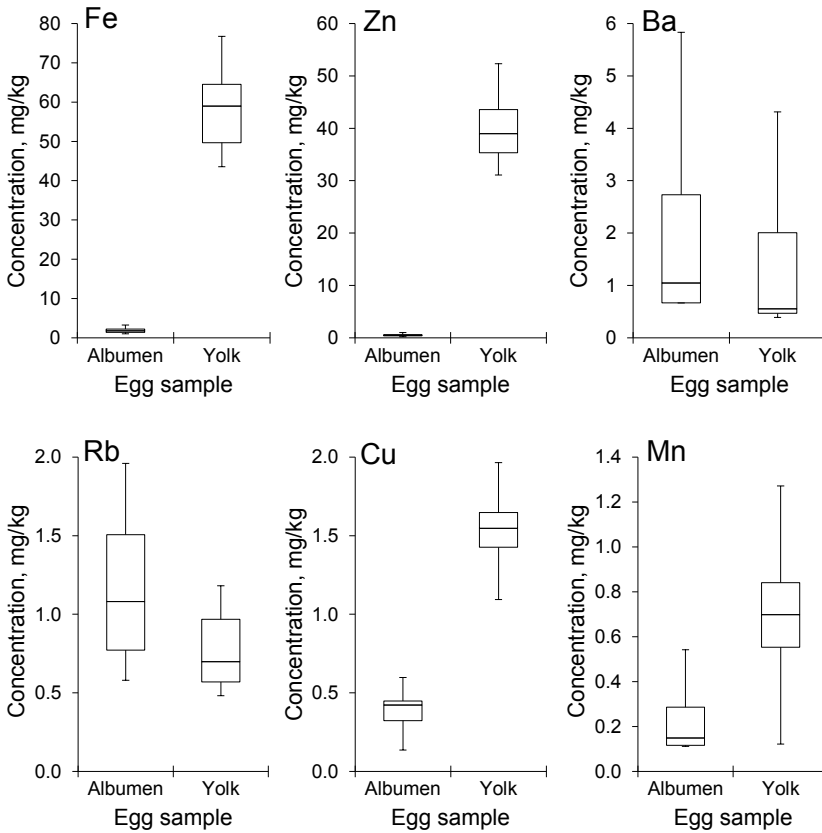 Fe
Concentration, mg/kg
80
70
60
50
40
30
20
10
0
Albumen Yolk
Egg sample
Zn
Concentration, mg/kg
60
50
40
30
20
10
0
Albumen Yolk
Egg sample
Ba
Concentration, mg/kg
6
5
4
3
2
1
0
Albumen Yolk
Egg sample
Rb
Concentration, mg/kg
2.0
1.5
1.0
0.5
0.0
Albumen Yolk
Egg sample
Cu
Concentration, mg/kg
2.0
1.5
1.0
0.5
0.0
Albumen Yolk
Egg sample
Mn
Concentration, mg/kg
1.4
1.2
1.0
0.8
0.6
0.4
0.2
0.0
Albumen Yolk
Egg sample